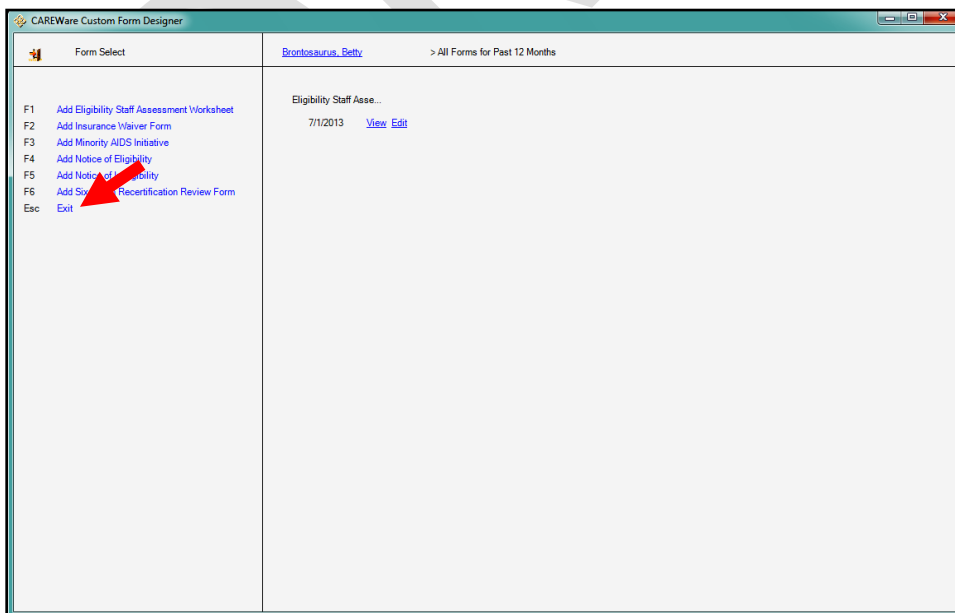 CAREWare Custom Form Designer
Form Select
Brontosaurus, Betty > All Forms for Past 12 Months
F1 Add Eligibility Staff Assessment Worksheet
F2 Add Insurance Waiver Form
F3 Add Minority AIDS Initiative
F4 Add Notice of Eligibility
F5 Add Notice of
F6 Add Recertification Review Form
Esc Exit
Eligibility Staff Asse...
7/1/2013 View Edit